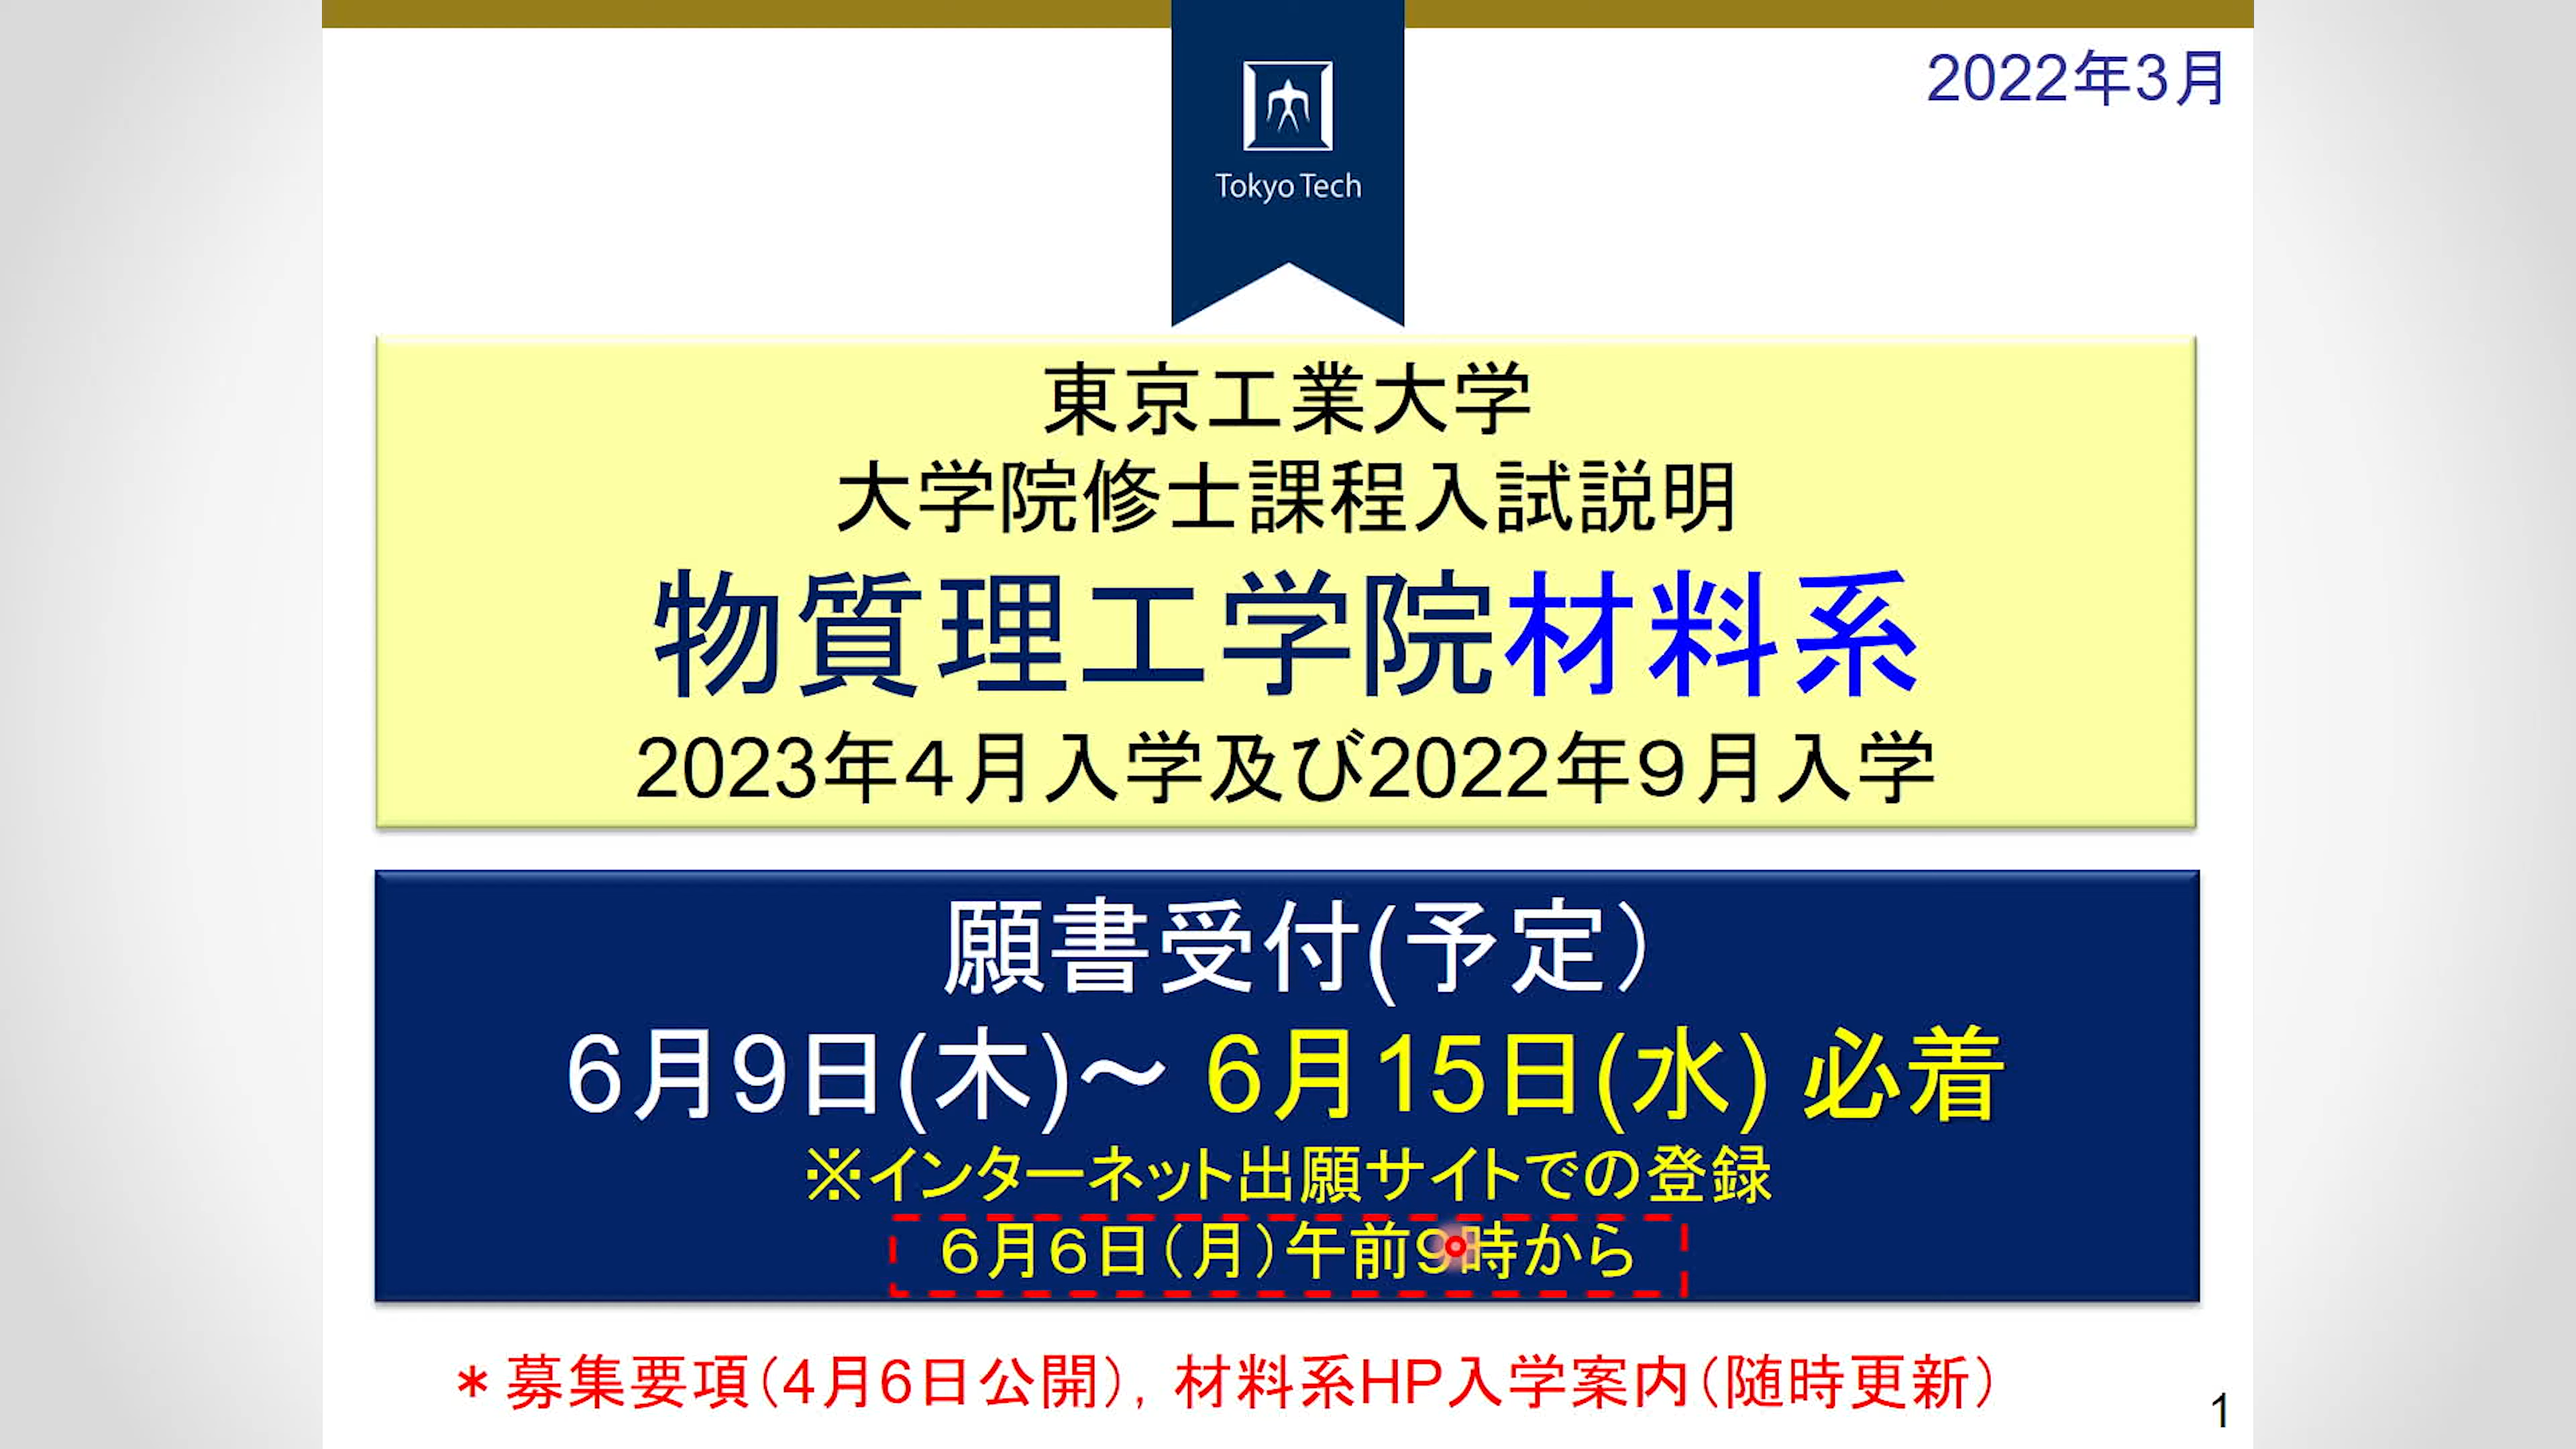 2022年3月
Tokyo Tech
東京工業大学
大学院修士課程入試説明
物質理工学院材料系
2023年４月入学及び2022年９月入学
願書受付(予定）
6月9日(木)～ 6月15日(水) 必着
※インターネット出願サイトでの登録
６月６日（月）午前９時から
＊募集要項（4月6日公開），材料系HP入学案内（随時更新）
1